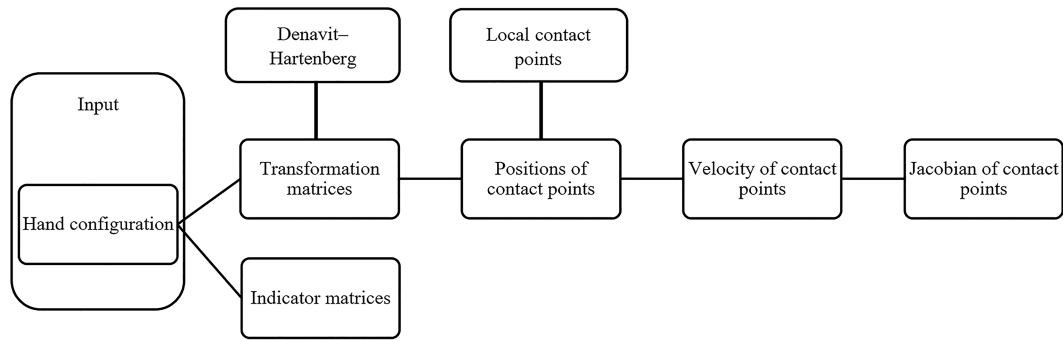 Denavit–
Hartenberg
Local contact
points
Input
Transformation
matrices
Positions of
contact points
Velocity of contact
points
Jacobian of contact
points
Hand configuration
Indicator matrices